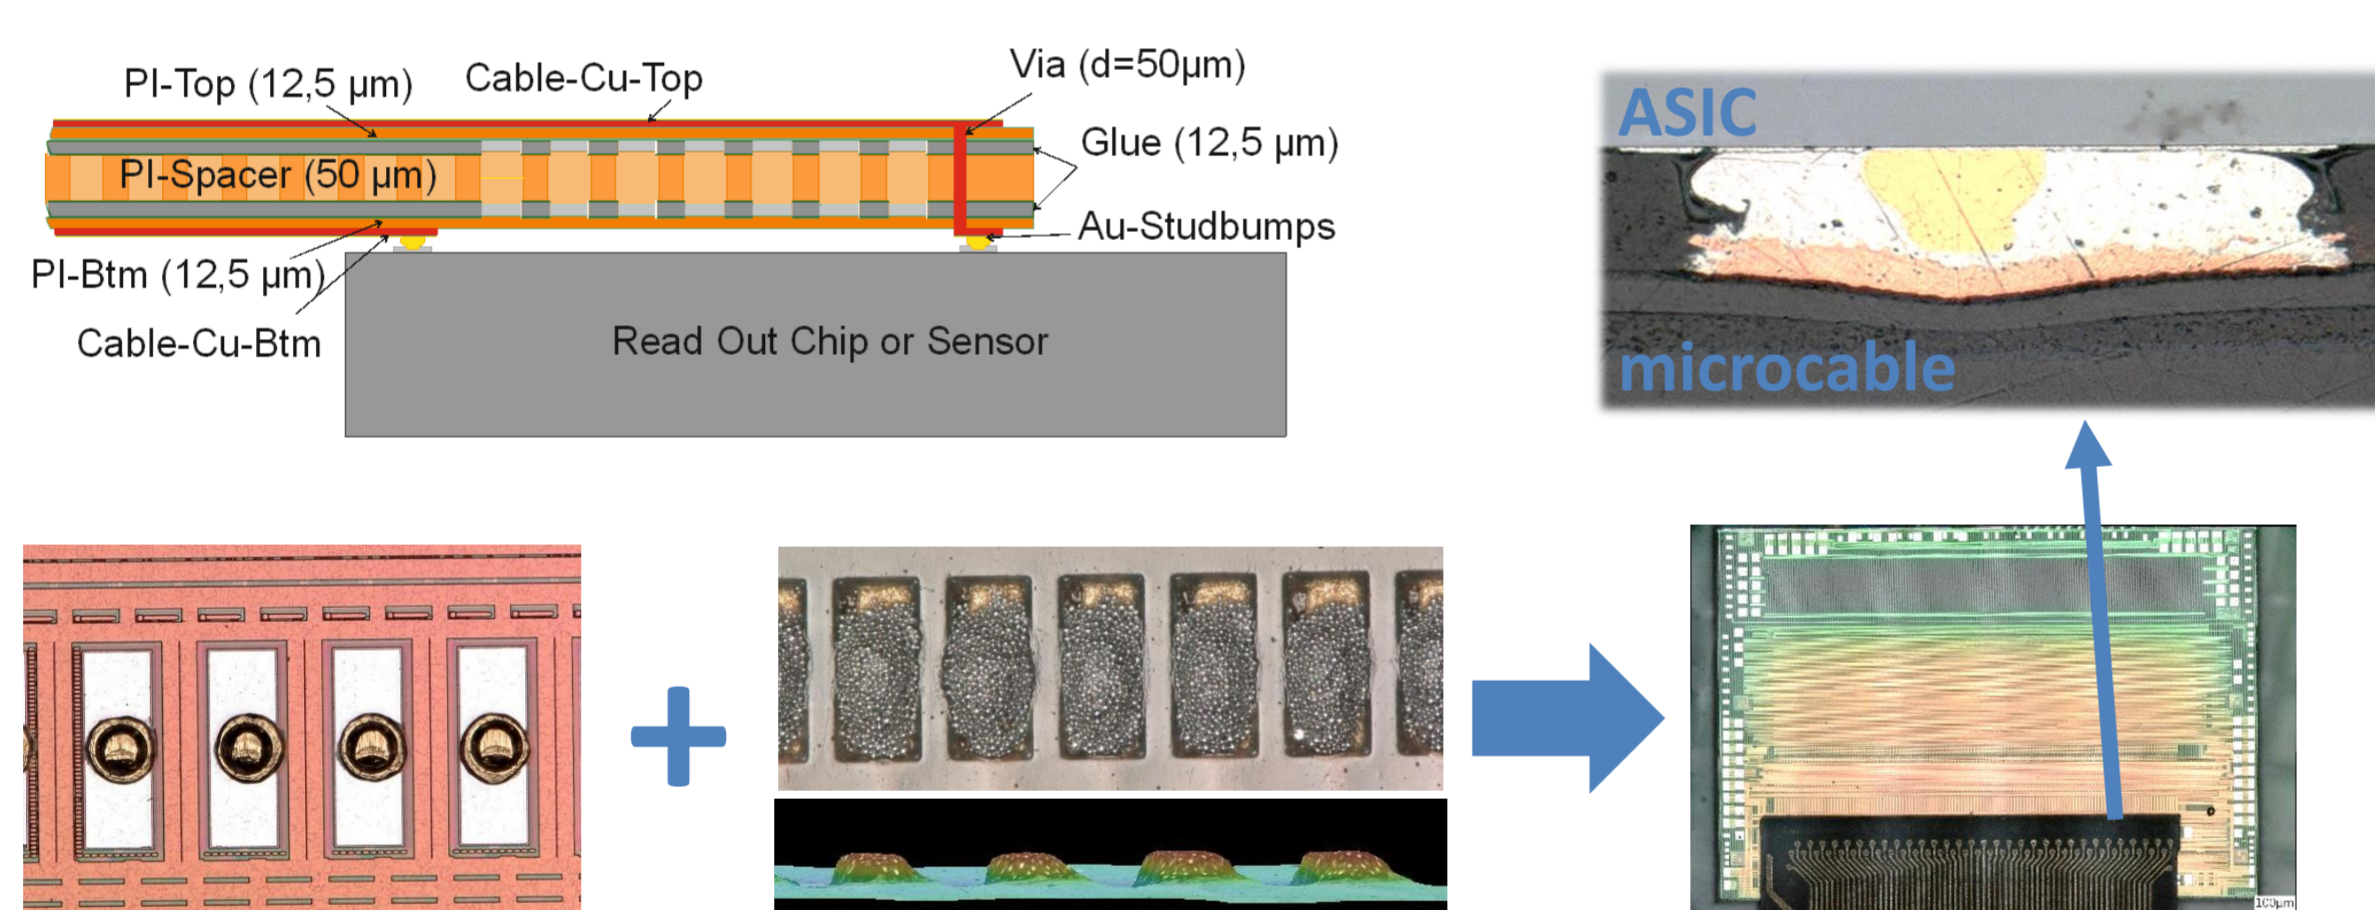 PI-Top (12,5 µm)
Cable-Cu-Top
Via (d=50µm)
Glue (12,5 µm)
PI-Spacer (50 µm)
Au-Studbumps
PI-Btm (12,5 µm)
Cable-Cu-Btm
Read Out Chip or Sensor
ASIC
microcable
100µm